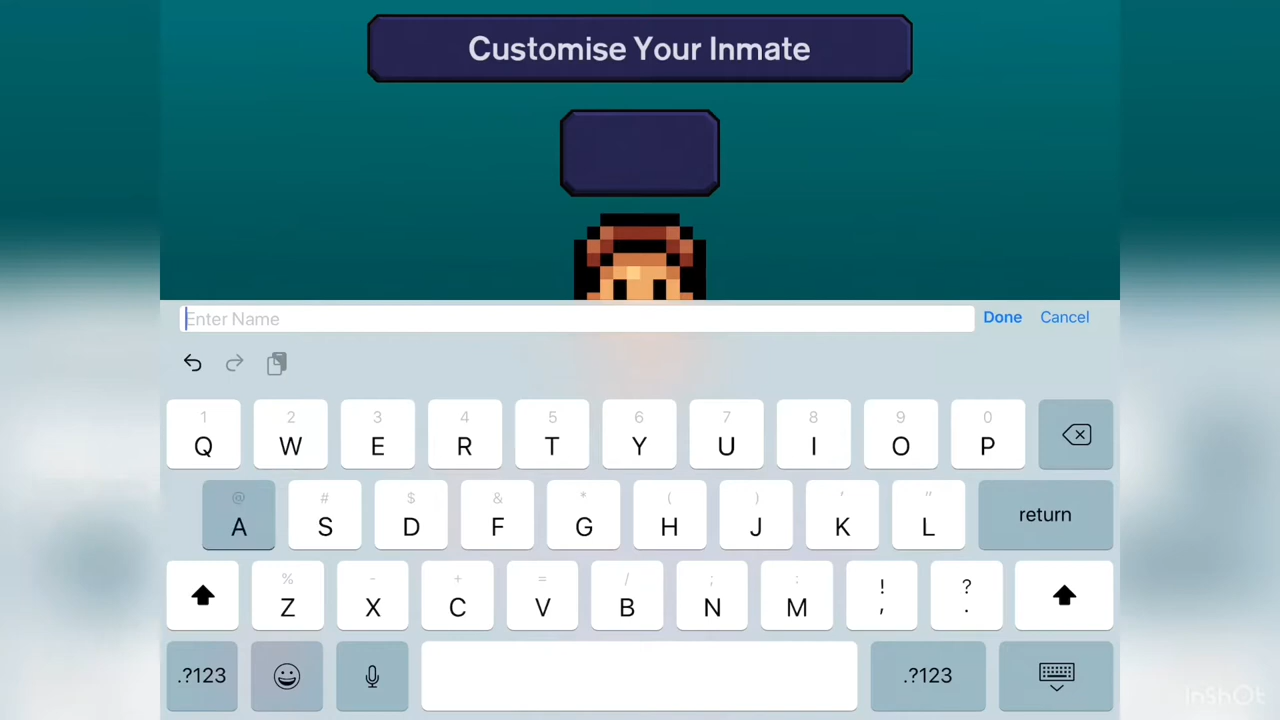 Customise Your Inmate
Enter Name
Done
Cancel
1 2 3 4 5 6 7 8 9 0
Q W E R T Y U I O P
@ # $ & * ( ) ' "
A S D F G H J K L
return
% - + = / ; : ! ?
Z X C V B N M , .
.?123
.?123
InShOt